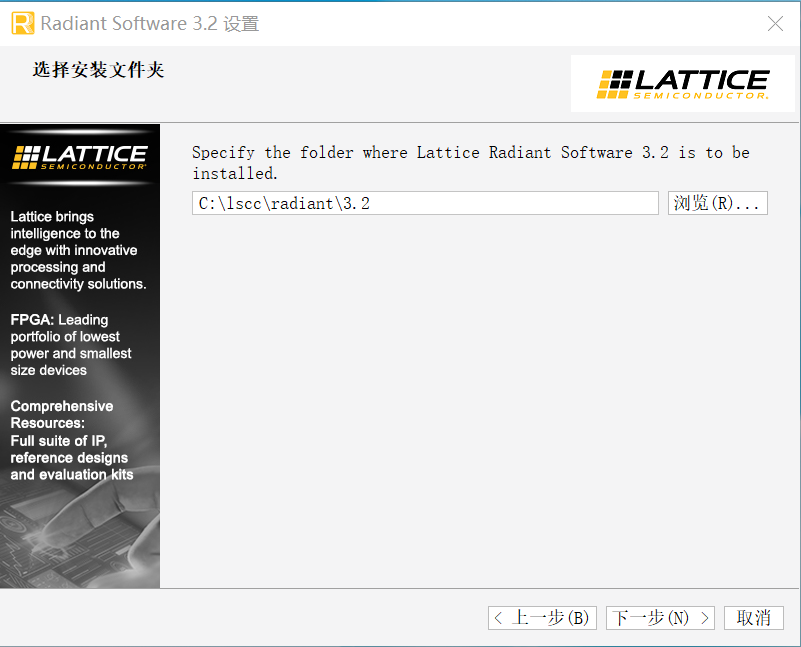 Radiant Software 3.2 设置
选择安装文件夹
LATTICE
SEMICONDUCTOR.
LATTICE
SEMICONDUCTOR
Lattice brings
intelligence to the
edge with innovative
processing and
connectivity solutions.
FPGA: Leading
portfolio of lowest
power and smallest
size devices
Comprehensive
Resources:
Full suite of IP,
reference designs
and evaluation kits
Specify the folder where Lattice Radiant Software 3.2 is to be
installed.
C:\lscc\radiant\3.2
浏览(R)...
< 上一步(B)
下一步(N) >
取消